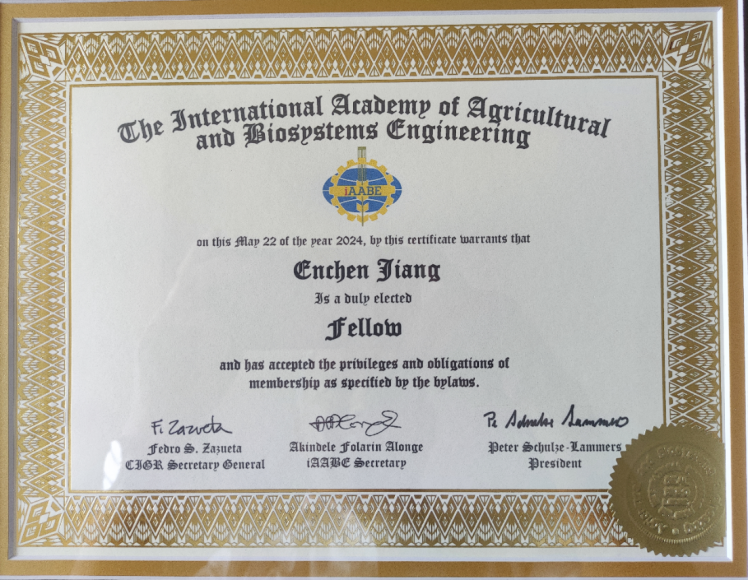 The International Academy of Agricultural
and Biosystems Engineering
iAABE
on this May 22 of the year 2024, by this certificate warrants that
Enchen Jiang
Is a duly elected
Fellow
and has accepted the privileges and obligations of
membership as specified by the bylaws.
F. Zazueta
Fedro S. Zazueta
CIGR Secretary General
Akindele Folarin Alonge
iAABE Secretary
Peter Schulze-Lammers
President